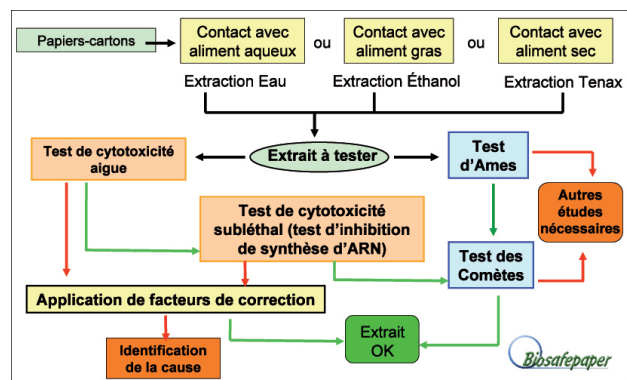 Papiers-cartons
Contact avec
aliment aqueux
ou
Contact avec
aliment gras
ou
Contact avec
aliment sec
Extraction Eau
Extraction Éthanol
Extraction Tenax
Test de cytotoxicité
aigue
Extrait à tester
Test
d’Ames
Autres
études
nécessaires
Test de cytotoxicité
subléthal (test d’inhibition
de synthèse d’ARN)
Test des
Comètes
Application de facteurs de correction
Identification
de la cause
Extrait
OK
Biosafepaper